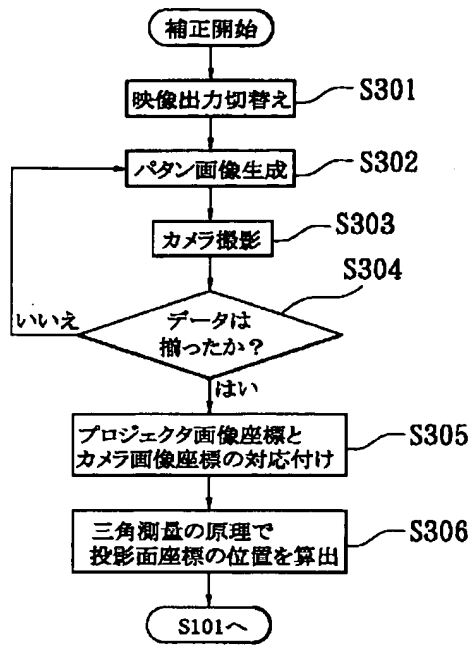 補正開始
映像出力切替え
S301
パタン画像生成
S302
カメラ撮影
S303
S304
データは
揃ったか?
いいえ
はい
プロジェクタ画像座標と
カメラ画像座標の対応付け
S305
三角測量の原理で
投影面座標の位置を算出
S306
S101へ